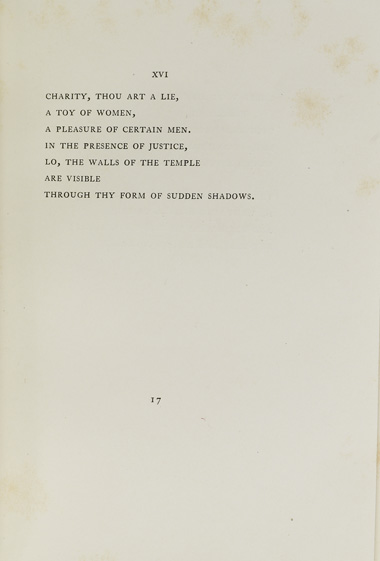 XVI
CHARITY, THOU ART A LIE,
A TOY OF WOMEN,
A PLEASURE OF CERTAIN MEN.
IN THE PRESENCE OF JUSTICE,
LO, THE WALLS OF THE TEMPLE
ARE VISIBLE
THROUGH THY FORM OF SUDDEN SHADOWS.
17